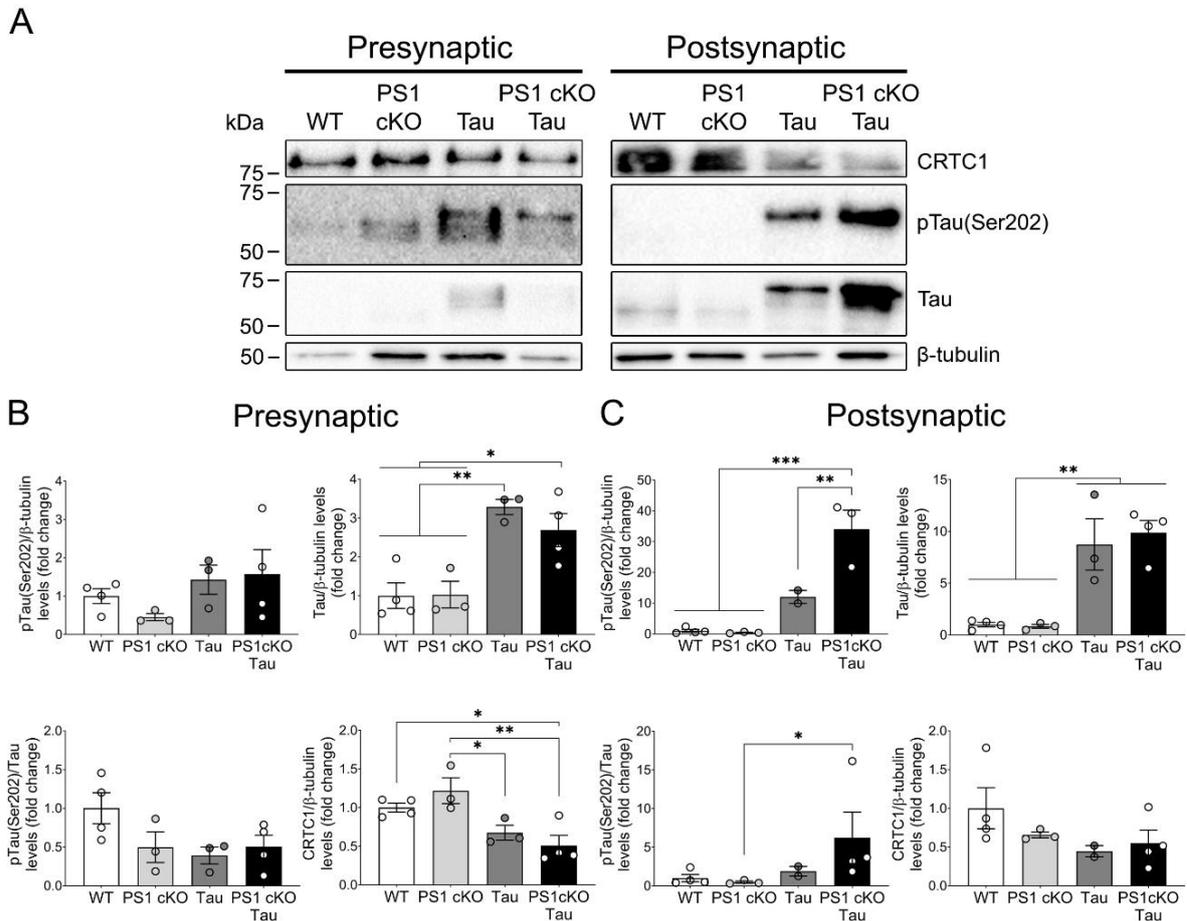 A
Presynaptic Postsynaptic
PS1 PS1 cKO PS1 PS1 cKO
kDa WT cKO Tau Tau WT cKO Tau Tau
CRTC1
75
75
pTau(Ser202)
50
75
Tau
50
50 β-tubulin
B Presynaptic C Postsynaptic
pTau(Ser202)/β-tubulin
levels (fold change)
4
3
2
1
0
WT PS1 cKO Tau PS1cKO
Tau
Tau/β-tubulin levels
(fold change)
4
3
2
1
0
*
**
WT PS1 cKO Tau PS1 cKO
Tau
pTau(Ser202)/β-tubulin
levels (fold change)
50
40
30
20
10
0
***
**
WT PS1 cKO Tau PS1cKO
Tau
Tau/β-tubulin levels
(fold change)
15
10
5
0
**
WT PS1 cKO Tau PS1 cKO
Tau
pTau(Ser202)/Tau
levels (fold change)
2.0
1.5
1.0
0.5
0.0
WT PS1 cKO Tau PS1 cKO
Tau
CRTC1/β-tubulin
levels (fold change)
2.0
1.5
1.0
0.5
0.0
*
**
*
WT PS1 cKO Tau PS1 cKO
Tau
pTau(Ser202)/Tau
levels (fold change)
20
15
10
5
0
*
WT PS1 cKO Tau PS1 cKO
Tau
CRTC1/β-tubulin
levels (fold change)
2.0
1.5
1.0
0.5
0.0
WT PS1 cKO Tau PS1cKO
Tau